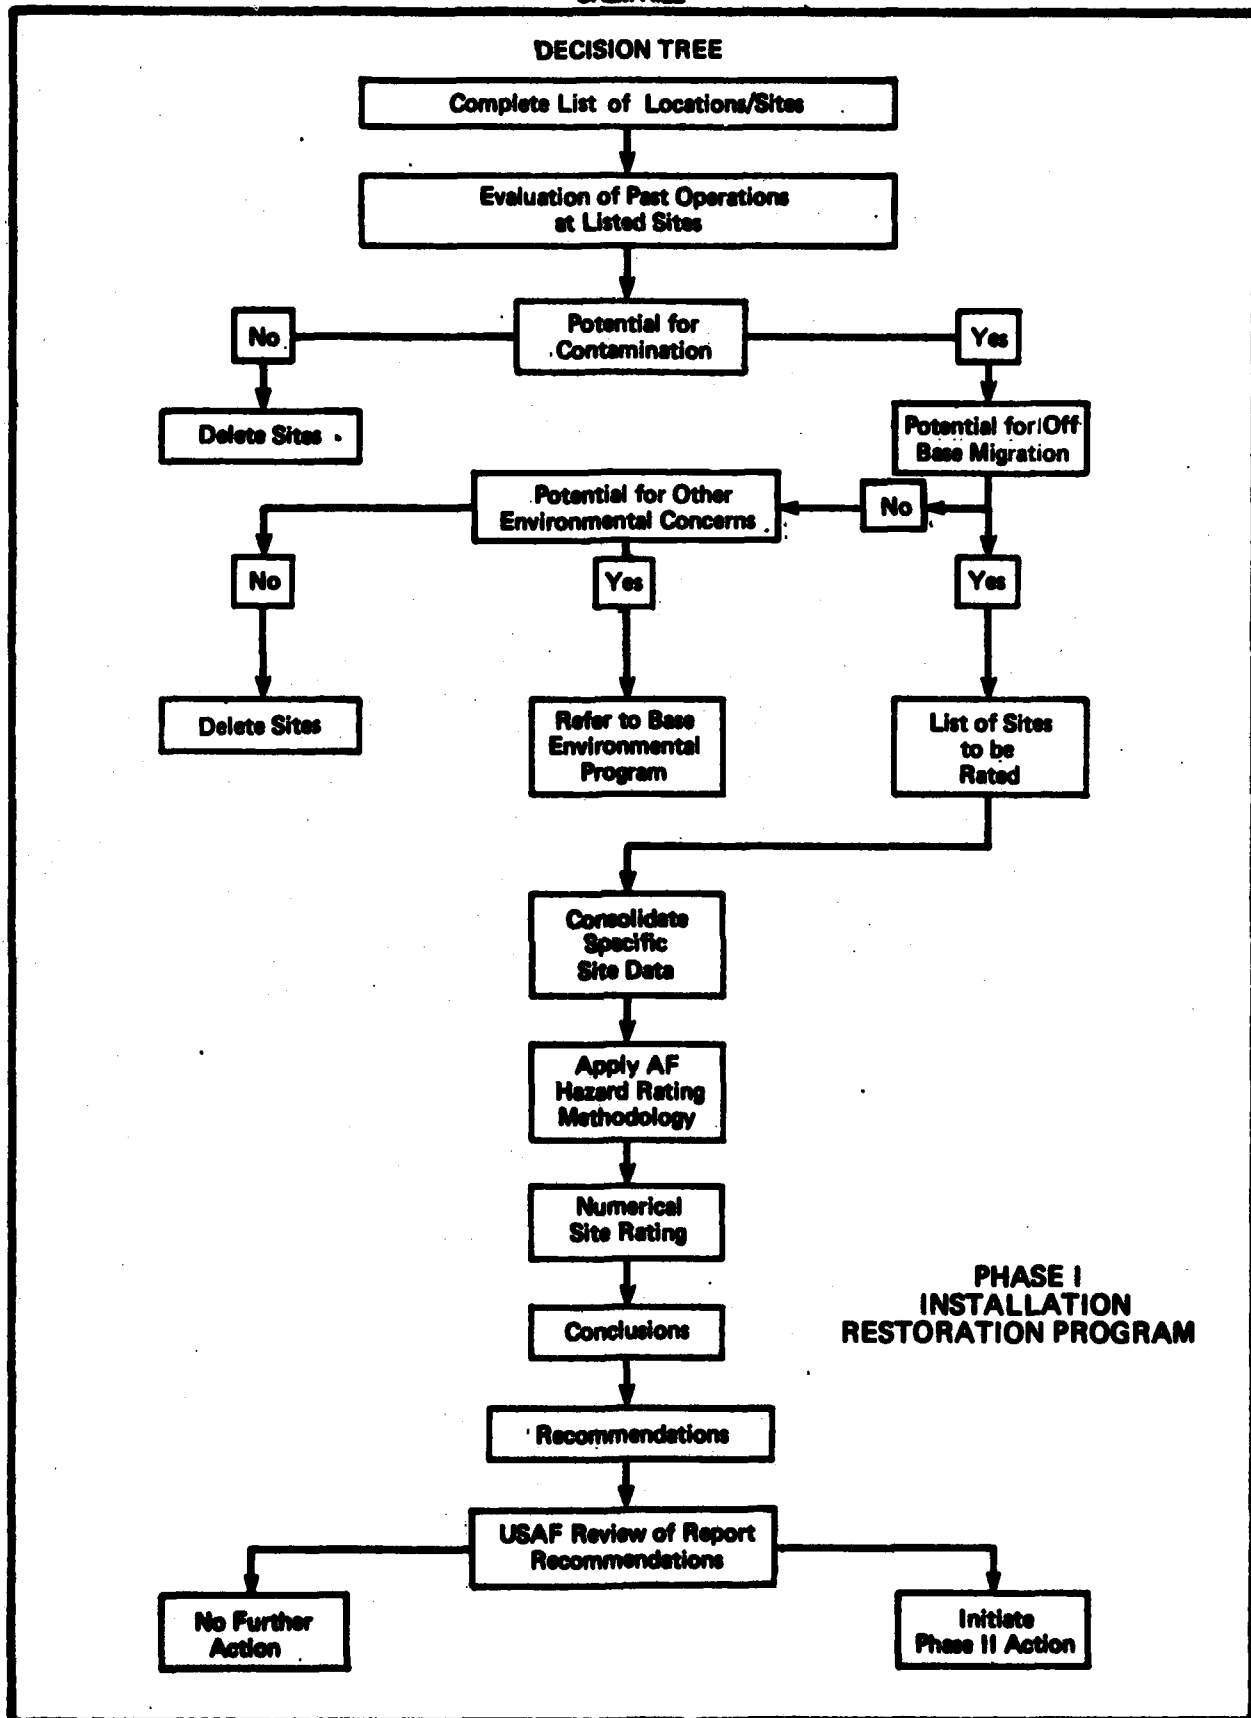 DECISION TREE
Complete List of Locations/Sites
Evaluation of Past Operations
at Listed Sites
No
Potential for
Contamination
Yes
Delete Sites
Potential for Off
Base Migration
Potential for Other
Environmental Concerns
No
No
Yes
Yes
Delete Sites
Refer to Base
Environmental
Program
List of Sites
to be
Rated
Consolidate
Specific
Site Data
Apply AF
Hazard Rating
Methodology
Numerical
Site Rating
Conclusions
PHASE I
INSTALLATION
RESTORATION PROGRAM
Recommendations
USAF Review of Report
Recommendations
No Further
Action
Initiate
Phase II Action